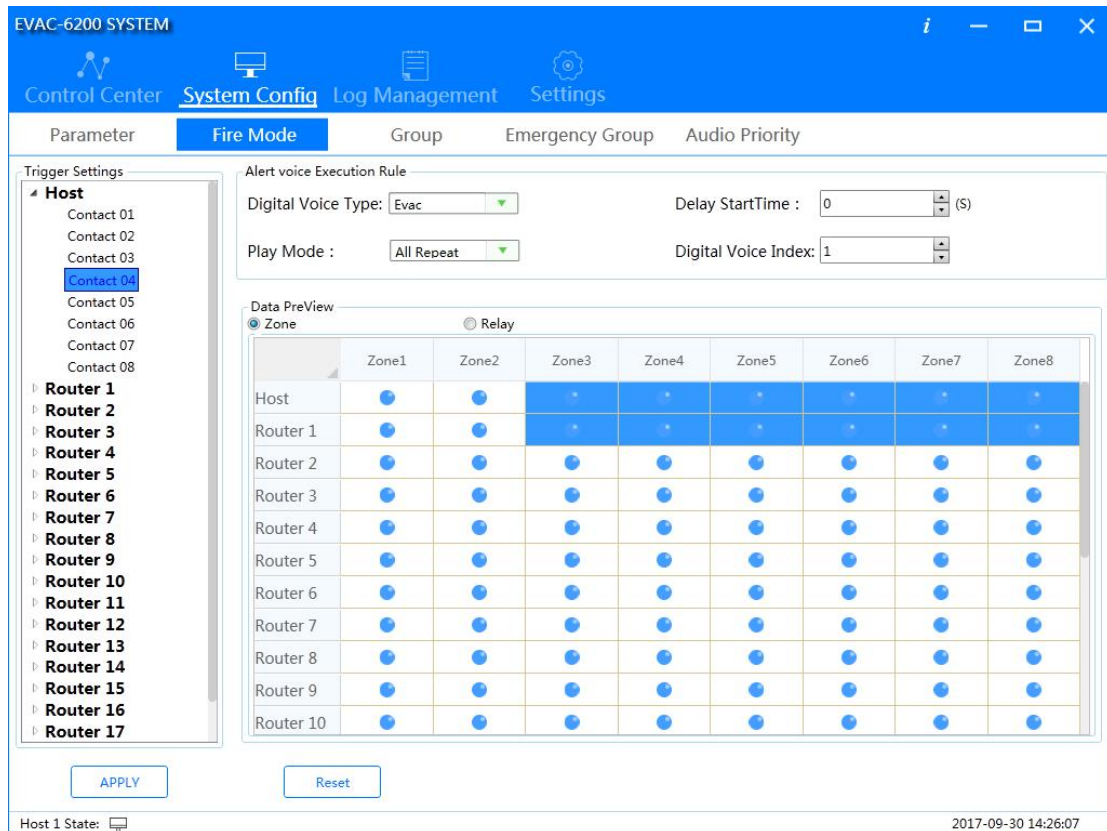 EVAC-6200 SYSTEM
i
Control Center System Config Log Management Settings
Parameter Fire Mode Group Emergency Group Audio Priority
Trigger Settings
Host
Contact 01
Contact 02
Contact 03
Contact 04
Contact 05
Contact 06
Contact 07
Contact 08
Router 1
Router 2
Router 3
Router 4
Router 5
Router 6
Router 7
Router 8
Router 9
Router 10
Router 11
Router 12
Router 13
Router 14
Router 15
Router 16
Router 17
Alert voice Execution Rule
Digital Voice Type: Evac Delay StartTime : 0 (S)
Play Mode : All Repeat Digital Voice Index: 1
Data PreView
Zone Relay
Zone1 Zone2 Zone3 Zone4 Zone5 Zone6 Zone7 Zone8
Host
Router 1
Router 2
Router 3
Router 4
Router 5
Router 6
Router 7
Router 8
Router 9
Router 10
APPLY Reset
Host 1 State: 2017-09-30 14:26:07